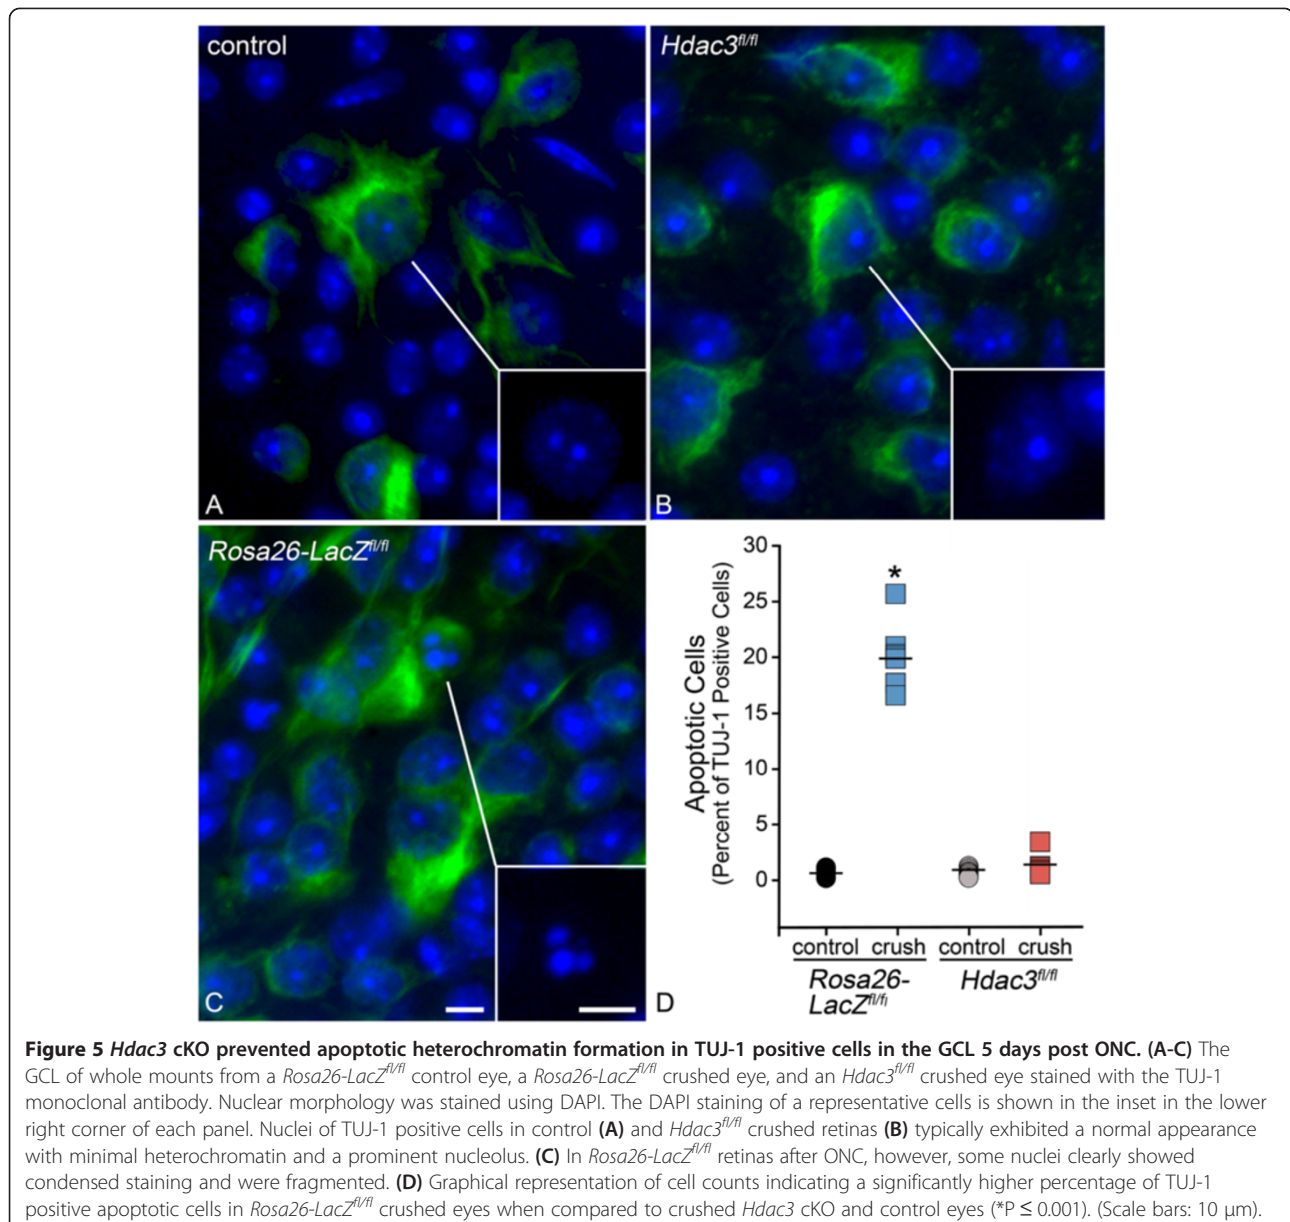 control
Hdac3fl/fl
A
B
Rosa26-LacZfl/fl
C
30
25
20
15
10
5
0
Apoptotic Cells
(Percent of TUJ-1 Positive Cells)
*
control crush control crush
Rosa26-
LacZfl/fl
Hdac3fl/fl
D
Figure 5 Hdac3 cKO prevented apoptotic heterochromatin formation in TUJ-1 positive cells in the GCL 5 days post ONC. (A-C) The
GCL of whole mounts from a Rosa26-LacZfl/fl control eye, a Rosa26-LacZfl/fl crushed eye, and an Hdac3fl/fl crushed eye stained with the TUJ-1
monoclonal antibody. Nuclear morphology was stained using DAPI. The DAPI staining of a representative cells is shown in the inset in the lower
right corner of each panel. Nuclei of TUJ-1 positive cells in control (A) and Hdac3fl/fl crushed retinas (B) typically exhibited a normal appearance
with minimal heterochromatin and a prominent nucleolus. (C) In Rosa26-LacZfl/fl retinas after ONC, however, some nuclei clearly showed
condensed staining and were fragmented. (D) Graphical representation of cell counts indicating a significantly higher percentage of TUJ-1
positive apoptotic cells in Rosa26-LacZfl/fl crushed eyes when compared to crushed Hdac3 cKO and control eyes (*P ≤ 0.001). (Scale bars: 10 μm).